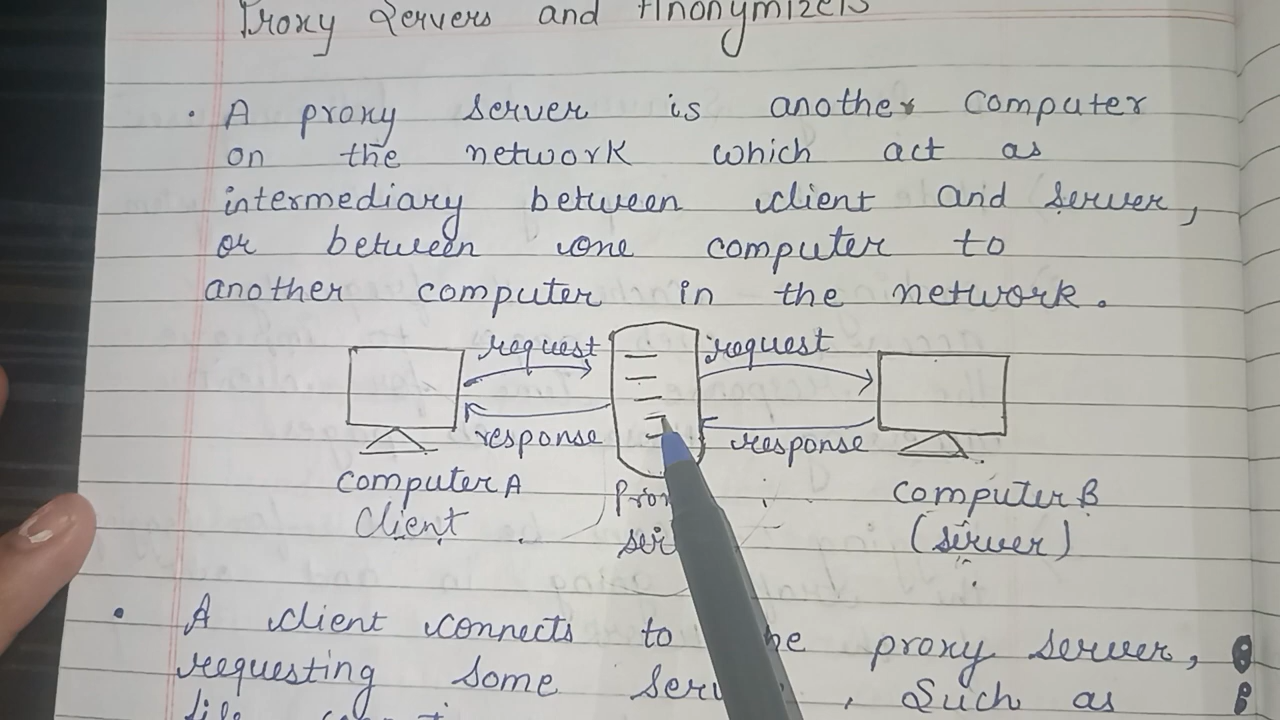 Proxy Servers and Anonymizers
• A proxy server is another computer
on the network which act as
intermediary between client and server,
or between one computer to
another computer in the network.
request request
response response
computer A computer B
Client (server)
• A client connects to proxy server,
requesting some such as